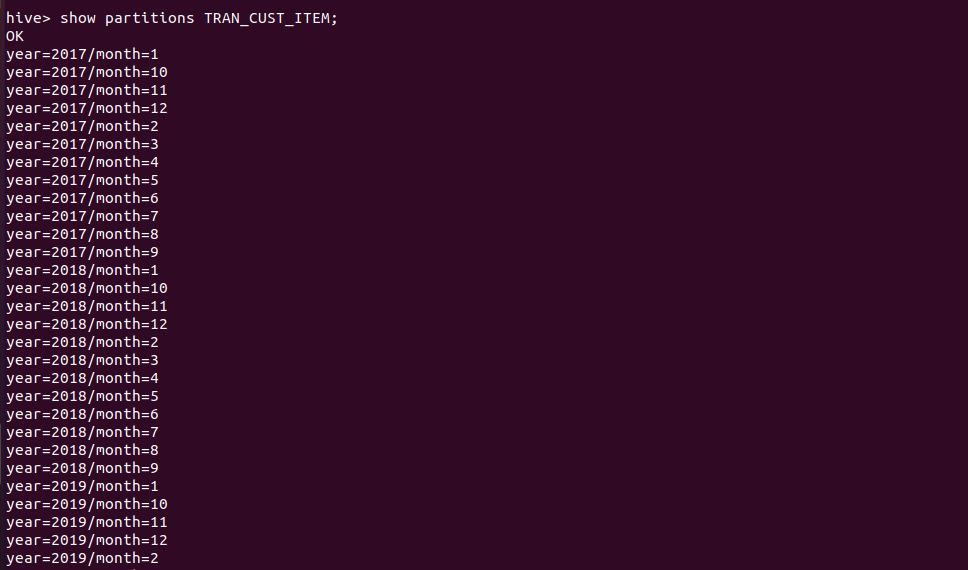 hive> show partitions TRAN_CUST_ITEM;
OK
year=2017/month=1
year=2017/month=10
year=2017/month=11
year=2017/month=12
year=2017/month=2
year=2017/month=3
year=2017/month=4
year=2017/month=5
year=2017/month=6
year=2017/month=7
year=2017/month=8
year=2017/month=9
year=2018/month=1
year=2018/month=10
year=2018/month=11
year=2018/month=12
year=2018/month=2
year=2018/month=3
year=2018/month=4
year=2018/month=5
year=2018/month=6
year=2018/month=7
year=2018/month=8
year=2018/month=9
year=2019/month=1
year=2019/month=10
year=2019/month=11
year=2019/month=12
year=2019/month=2